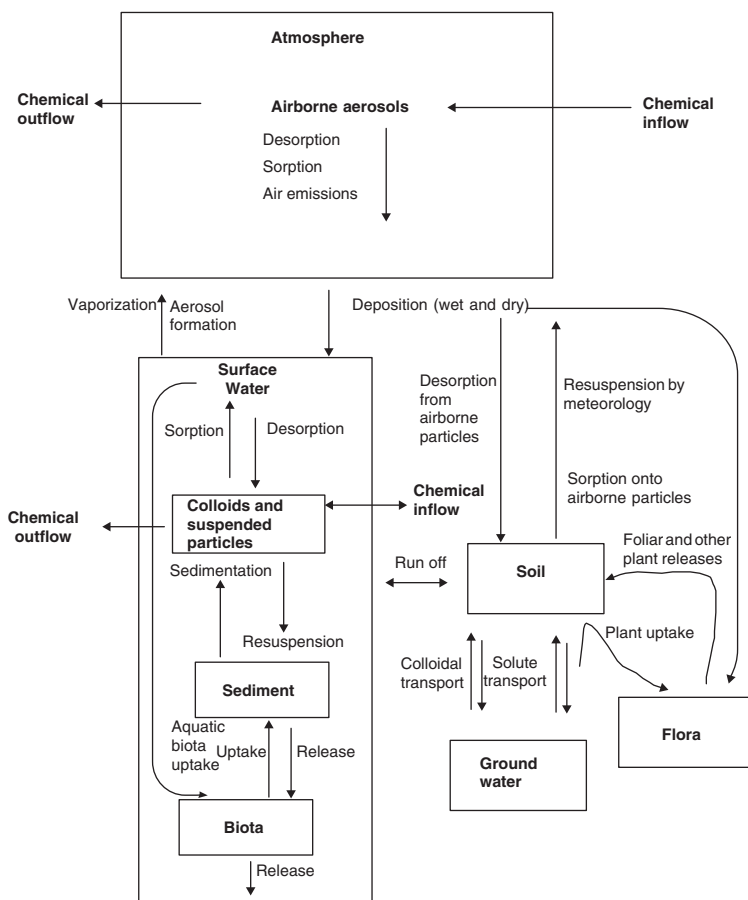 Atmosphere
Chemical
outflow
Airborne aerosols
Chemical
inflow
Desorption
Sorption
Air emissions
Vaporization
Aerosol
formation
Deposition (wet and dry)
Surface
Water
Sorption
Desorption
Desorption
from
airborne
particles
Resuspension by
meteorology
Sorption onto
airborne particles
Chemical
outflow
Colloids and
suspended
particles
Chemical
inflow
Sedimentation
Resuspension
Run off
Soil
Foliar and other
plant releases
Plant uptake
Colloidal
transport
Solute
transport
Sediment
Flora
Aquatic
biota
uptake
Uptake
Release
Ground
water
Biota
Release